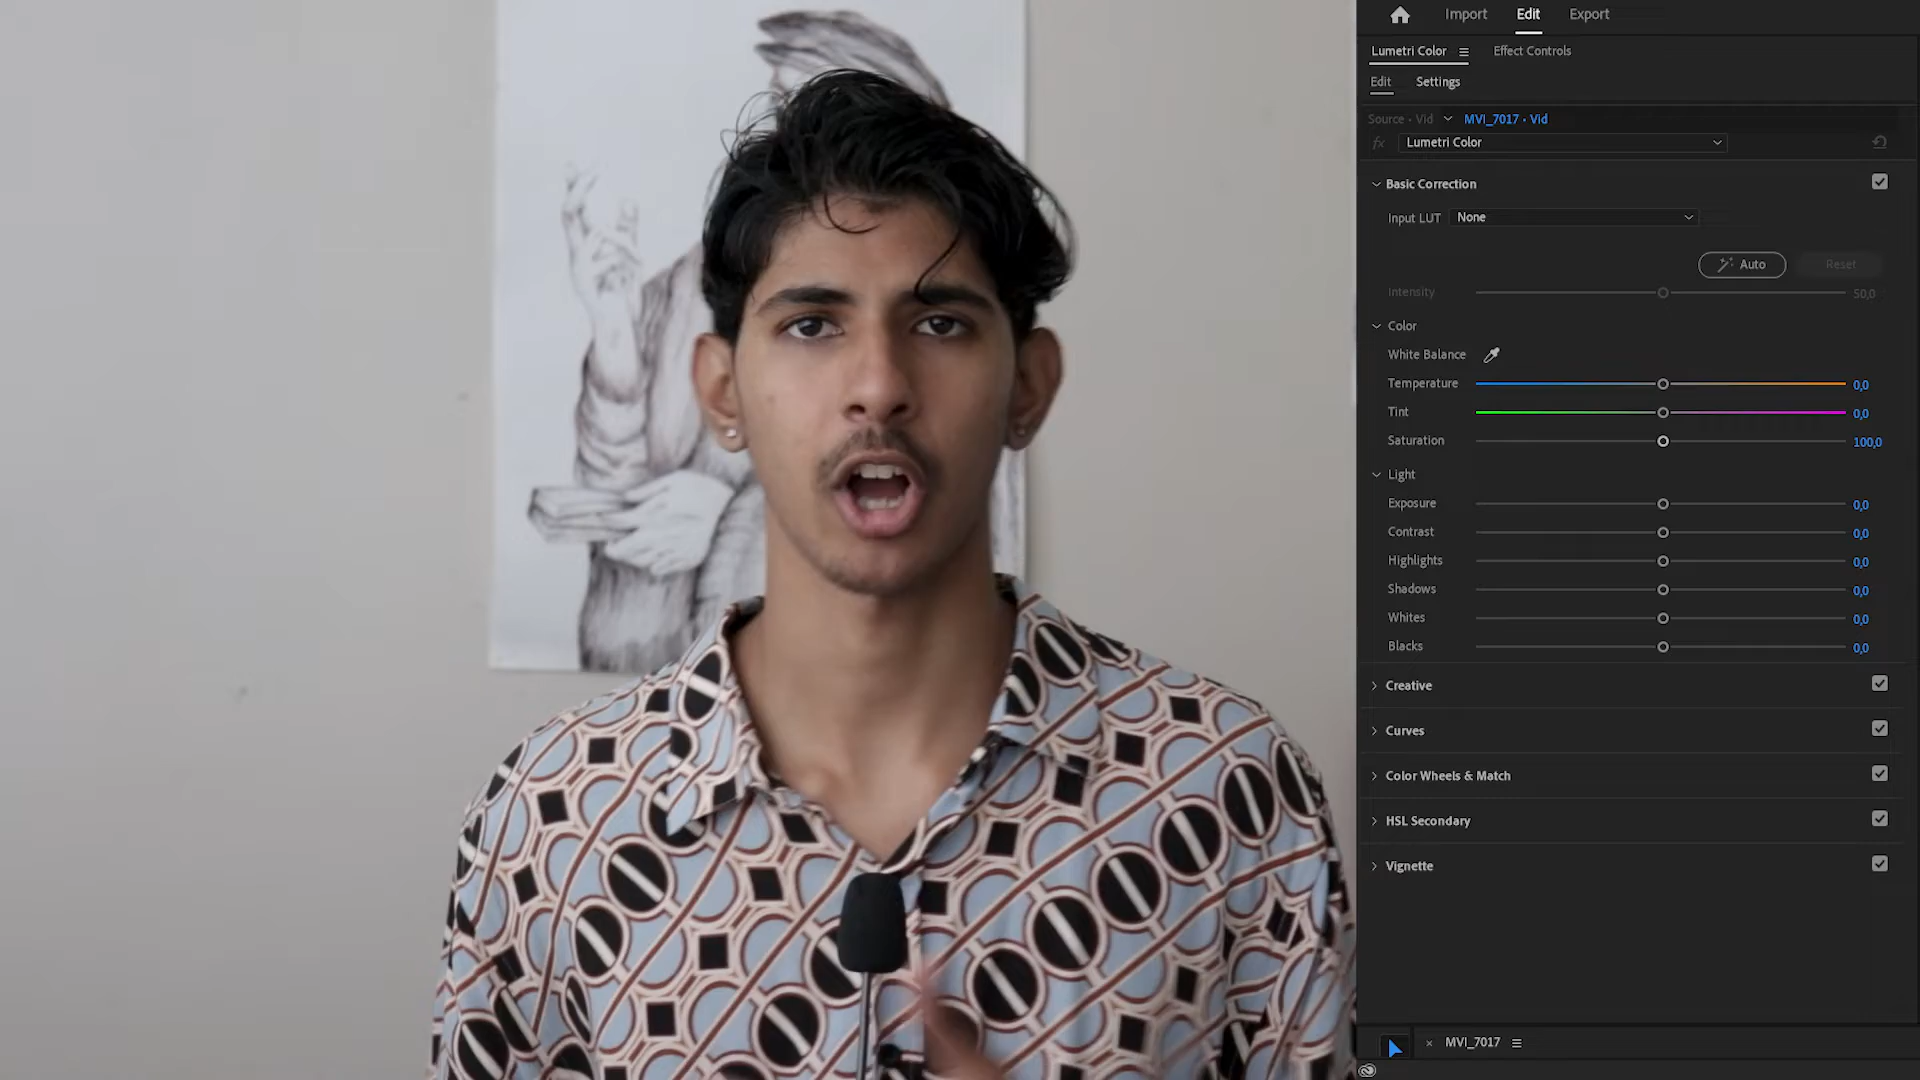 Import Edit Export
Lumetri Color Effect Controls
Edit Settings
Source • Vid MVI_7017 • Vid
fx Lumetri Color
Basic Correction
Input LUT None
Auto Reset
Intensity 50,0
Color
White Balance
Temperature 0,0
Tint 0,0
Saturation 100,0
Light
Exposure 0,0
Contrast 0,0
Highlights 0,0
Shadows 0,0
Whites 0,0
Blacks 0,0
Creative
Curves
Color Wheels & Match
HSL Secondary
Vignette
× MVI_7017